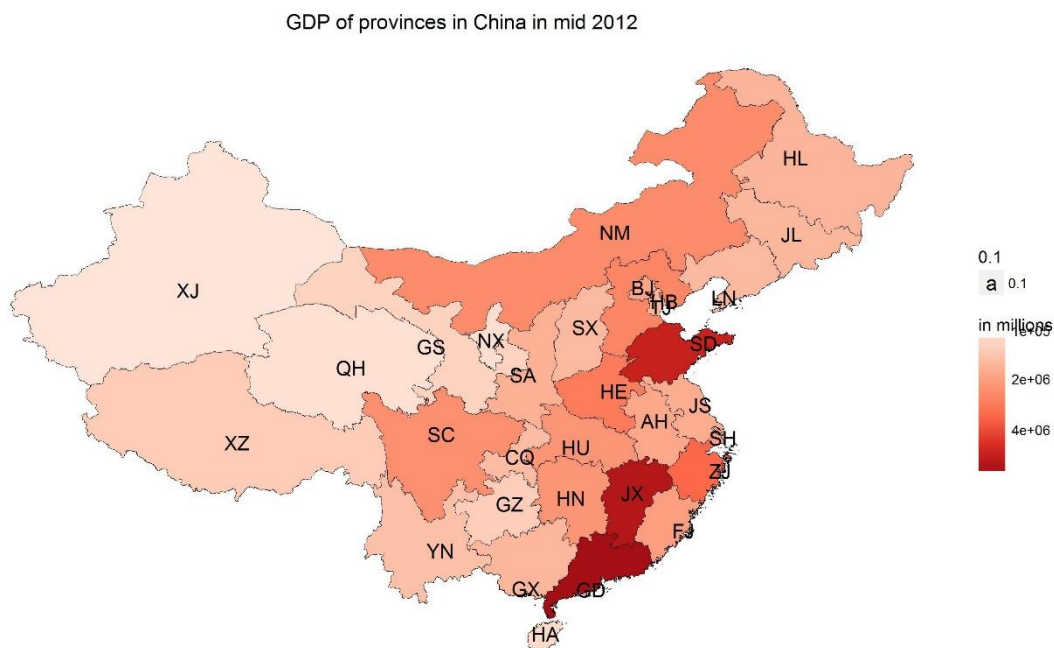 GDP of provinces in China in mid 2012
HL
NM
JL
0.1
a 0.1
XJ
BJ
HB
TJ
LN
in millions
1e+05
SX
NX
GS
SD
QH
SA
2e+06
HE
JS
AH
4e+06
SC
SH
XZ
HU
CQ
ZJ
JX
HN
GZ
FJ
YN
GX
GD
HA